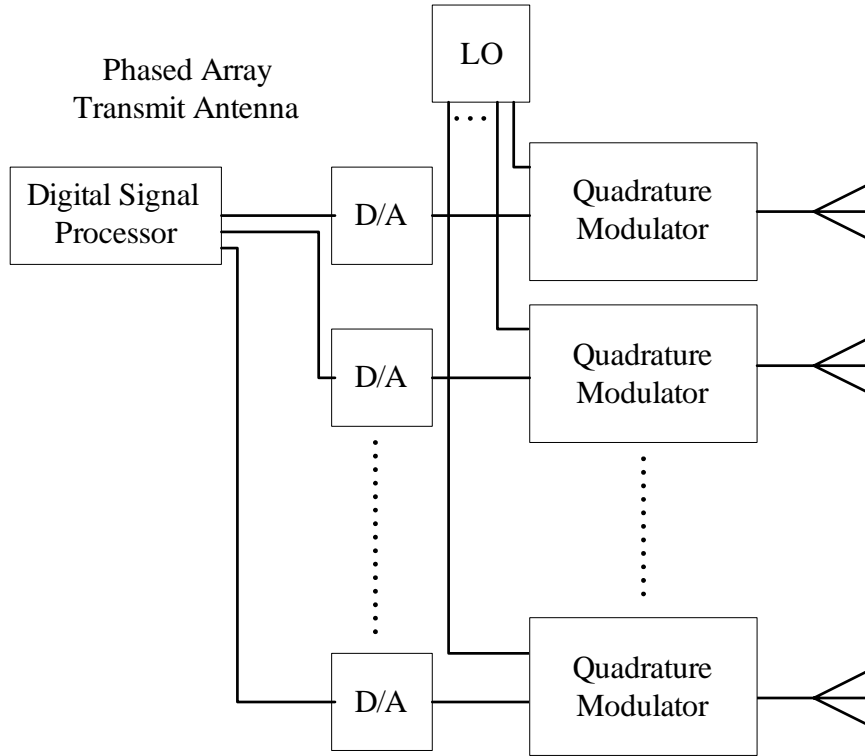 Phased Array
Transmit Antenna
LO
Digital Signal
Processor
D/A
Quadrature
Modulator
D/A
Quadrature
Modulator
D/A
Quadrature
Modulator